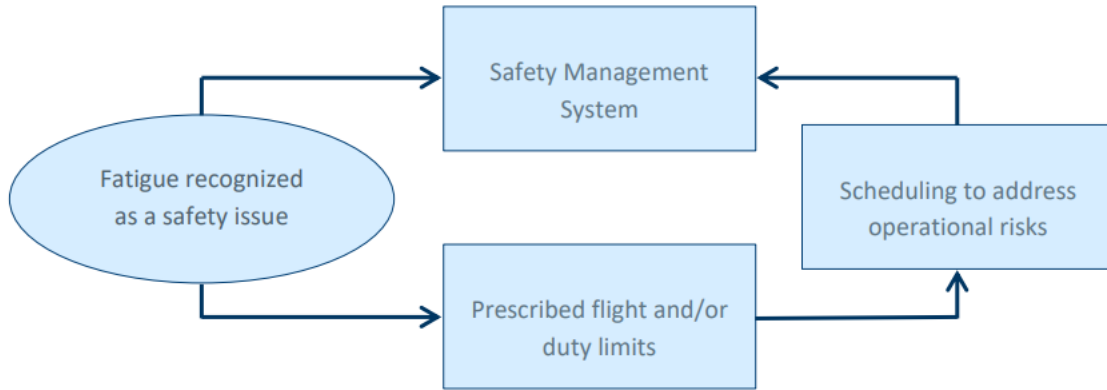 Safety Management
System
Fatigue recognized
as a safety issue
Scheduling to address
operational risks
Prescribed flight and/or
duty limits